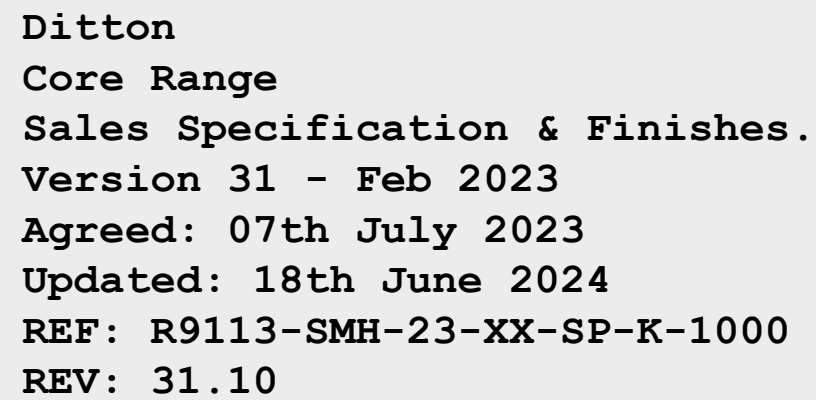 Ditton
Core Range
Sales Specification & Finishes.
Version 31 - Feb 2023
Agreed: 07th July 2023
Updated: 18th June 2024
REF: R9113-SMH-23-XX-SP-K-1000
REV: 31.10